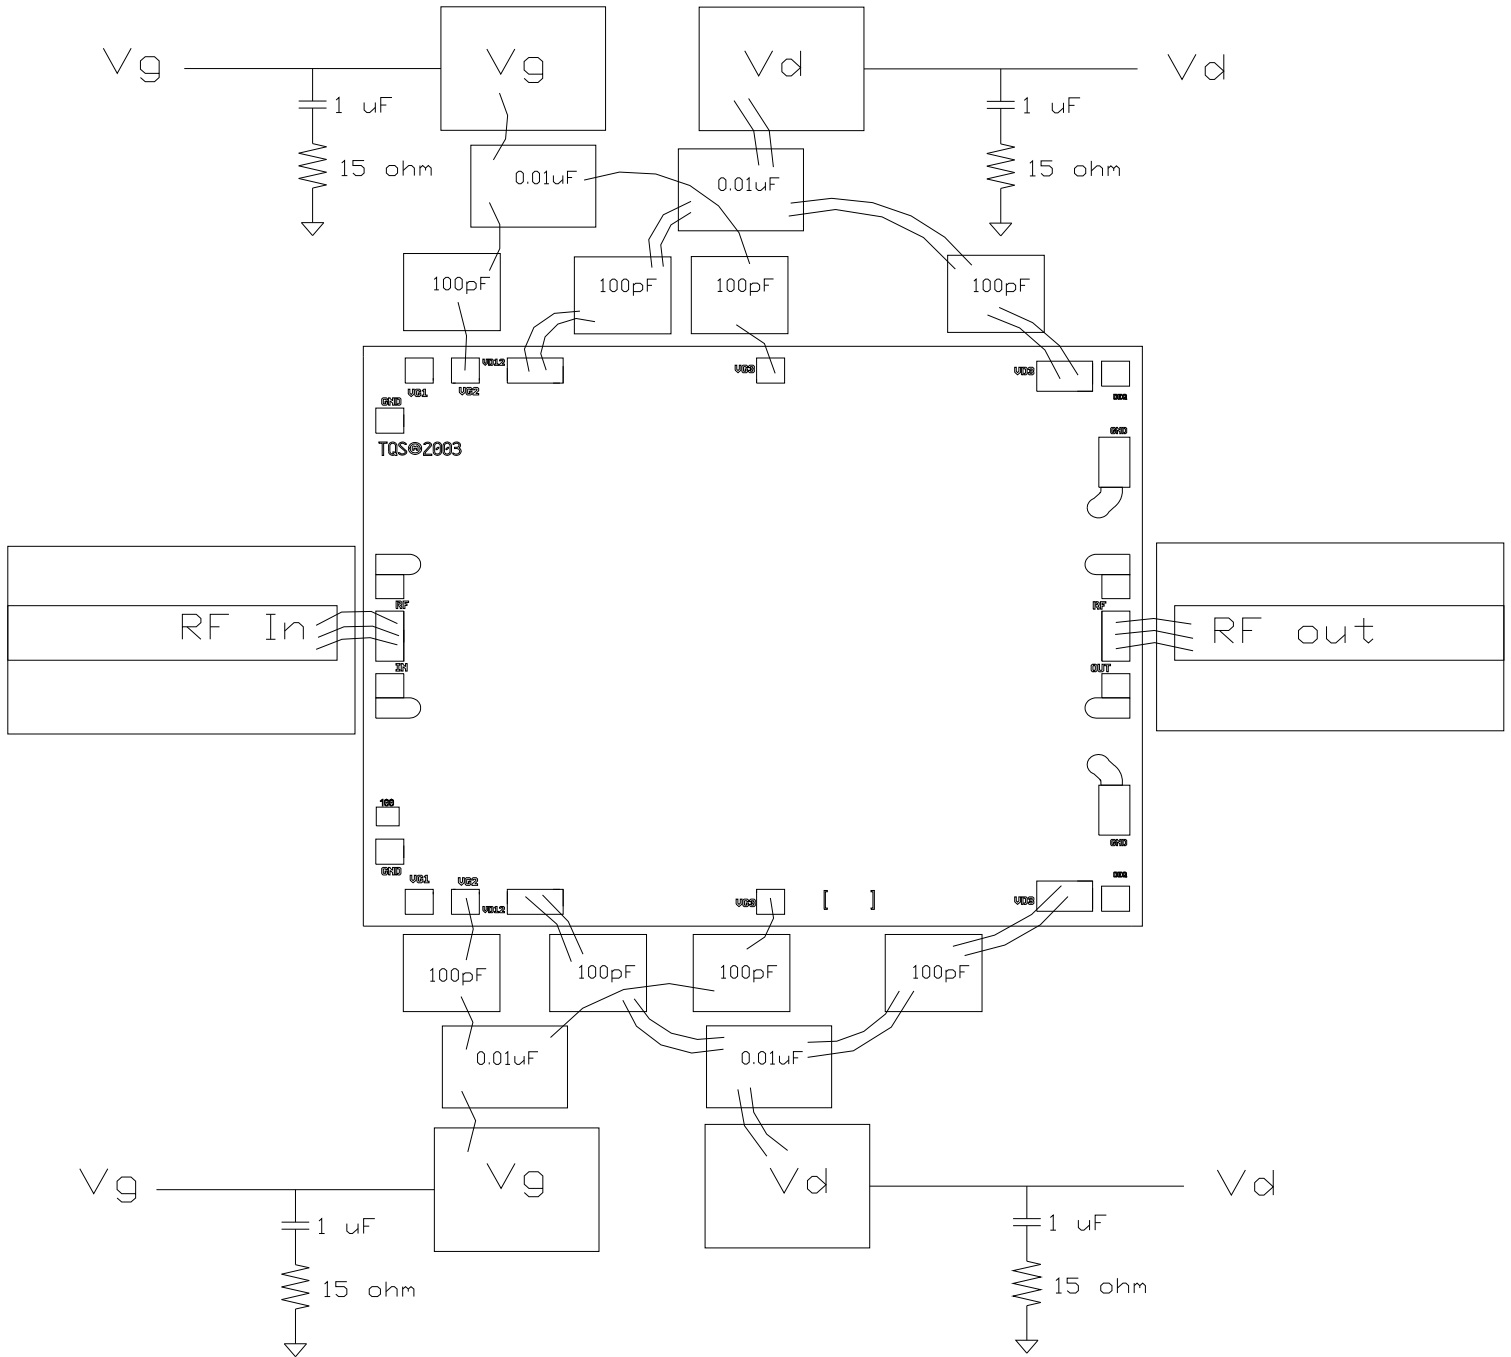 Vg
Vg
Vd
Vd
1 uF
1 uF
15 ohm
0.01uF
0.01uF
15 ohm
100pF
100pF
100pF
100pF
VG1
VG2
VD12
VG3
VD3
GND
GND
TQS®2003
RF In
RF
IN
RF
OUT
RF out
100
GND
GND
VG1
VG2
VD12
VG3
[ ]
VD3
100pF
100pF
100pF
100pF
0.01uF
0.01uF
Vg
Vg
Vd
Vd
1 uF
1 uF
15 ohm
15 ohm